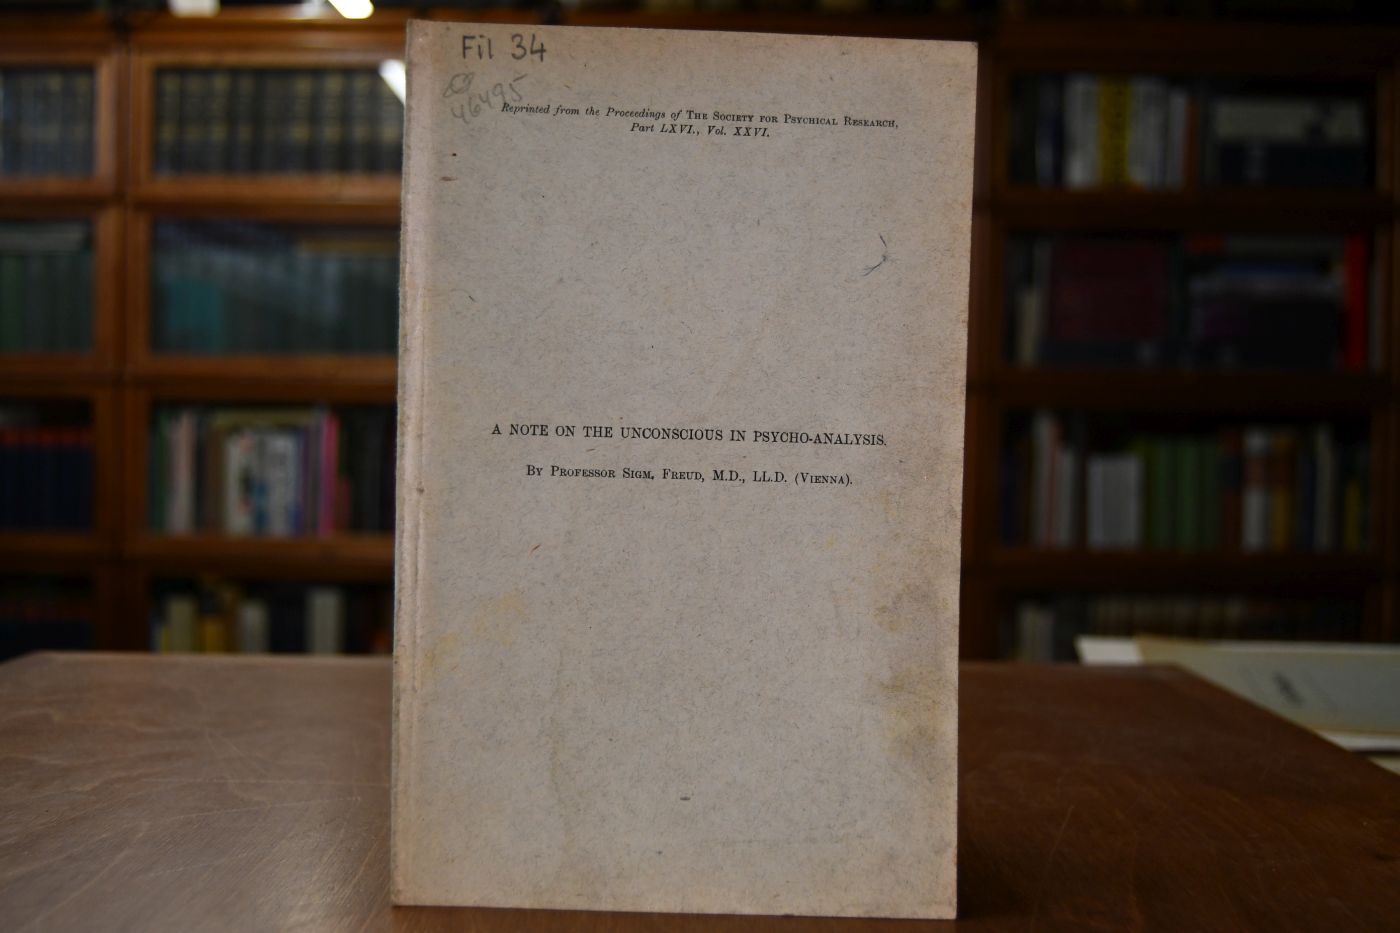 Fil 34
46495
Reprinted from the Proceedings of THE SOCIETY FOR PSYCHICAL RESEARCH,
Part LXVI., Vol. XXVI.
A NOTE ON THE UNCONSCIOUS IN PSYCHO-ANALYSIS.
BY PROFESSOR SIGM. FREUD, M.D., LL.D. (VIENNA).